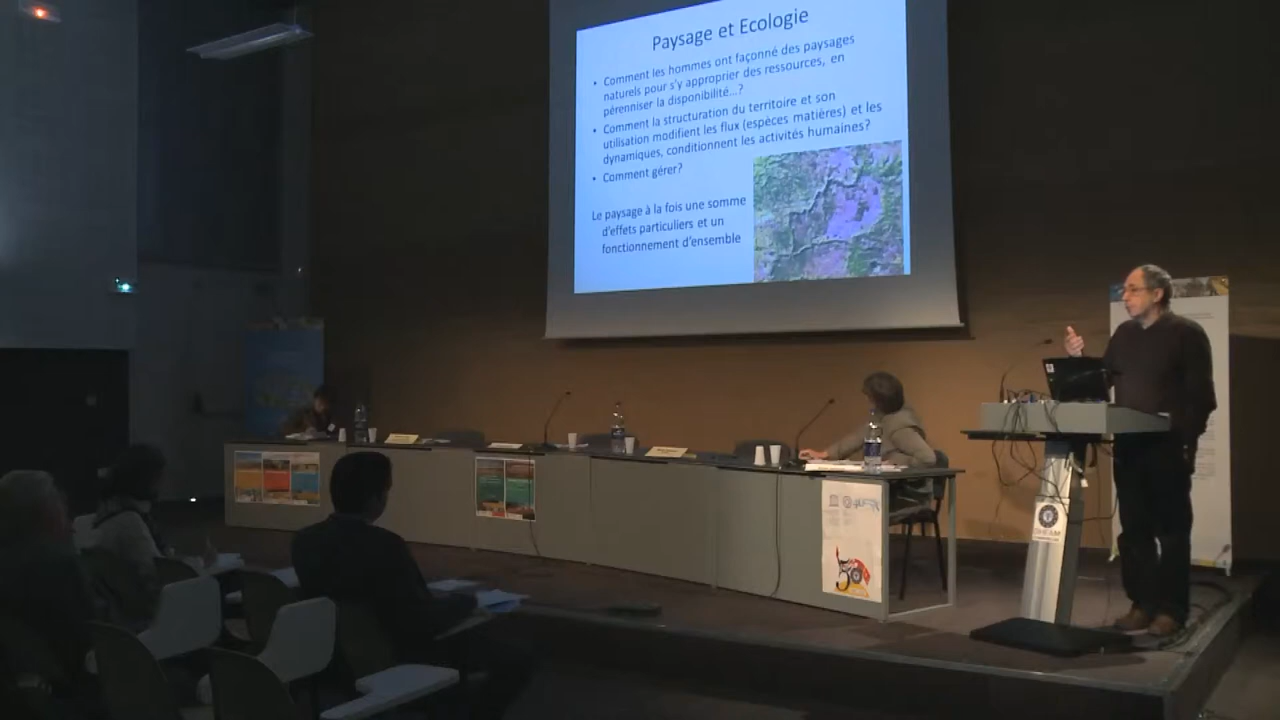 Paysage et Ecologie
• Comment les hommes ont façonné des paysages
naturels pour s'y approprier des ressources, en
pérenniser la disponibilité...?
• Comment la structuration du territoire et son
utilisation modifient les flux (espèces matières) et les
dynamiques, conditionnent les activités humaines?
• Comment gérer?
Le paysage à la fois une somme
d'effets particuliers et un
fonctionnement d'ensemble